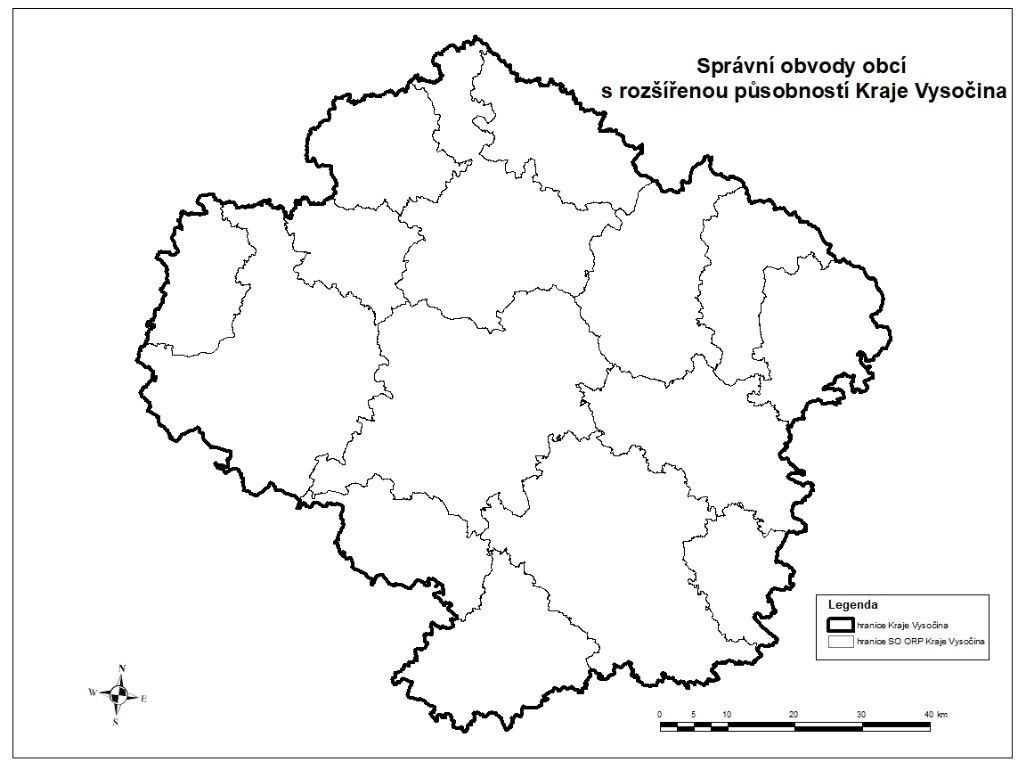 Správní obvody obcí
s rozšířenou působností Kraje Vysočina
Legenda
hranice Kraje Vysočina
hranice SO ORP Kraje Vysočina
N
W E
S
0 5 10 20 30 40 km